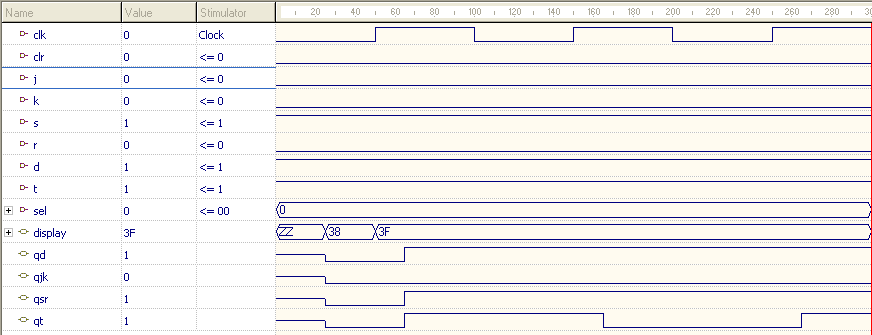 Name Value Stimulator 20 40 60 80 100 120 140 160 180 200 220 240 260 280
clk 0 Clock
clr 0 <= 0
j 0 <= 0
k 0 <= 0
s 1 <= 1
r 0 <= 0
d 1 <= 1
t 1 <= 1
sel 0 <= 00 0
display 3F ZZ 38 3F
qd 1
qjk 0
qsr 1
qt 1